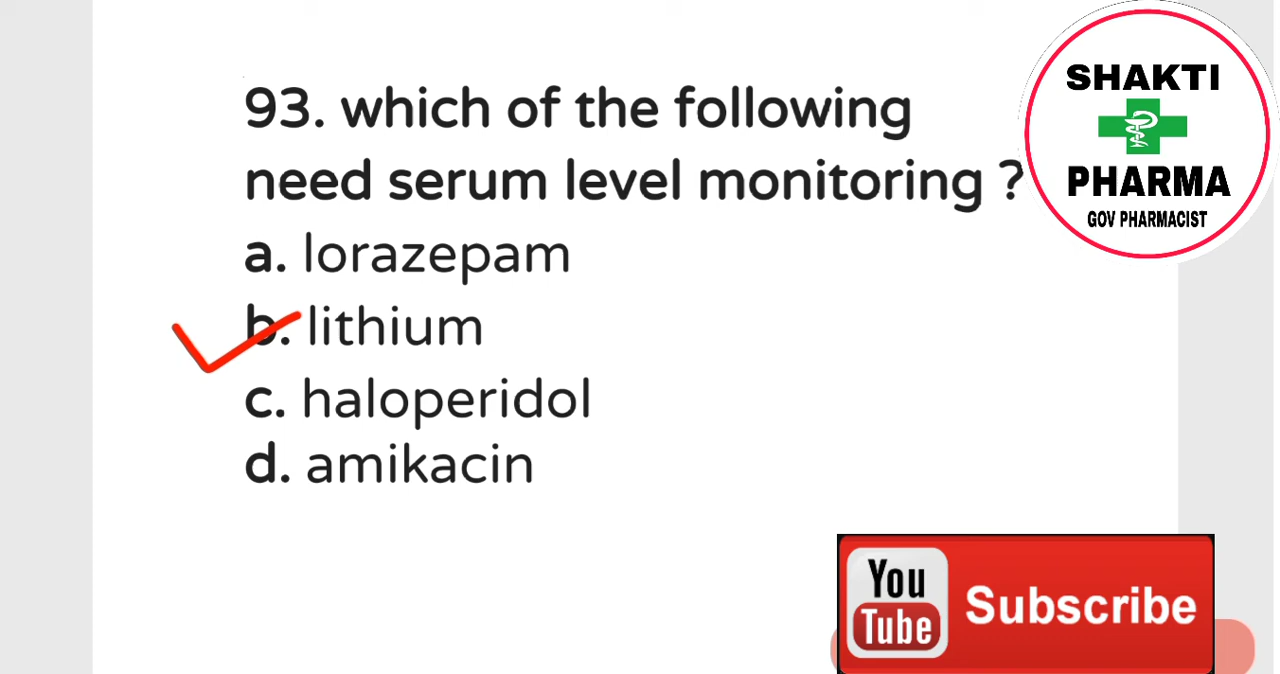 93. which of the following
need serum level monitoring ?
a. lorazepam
b. lithium
c. haloperidol
d. amikacin
SHAKTI
PHARMA
GOV PHARMACIST
You
Tube
Subscribe